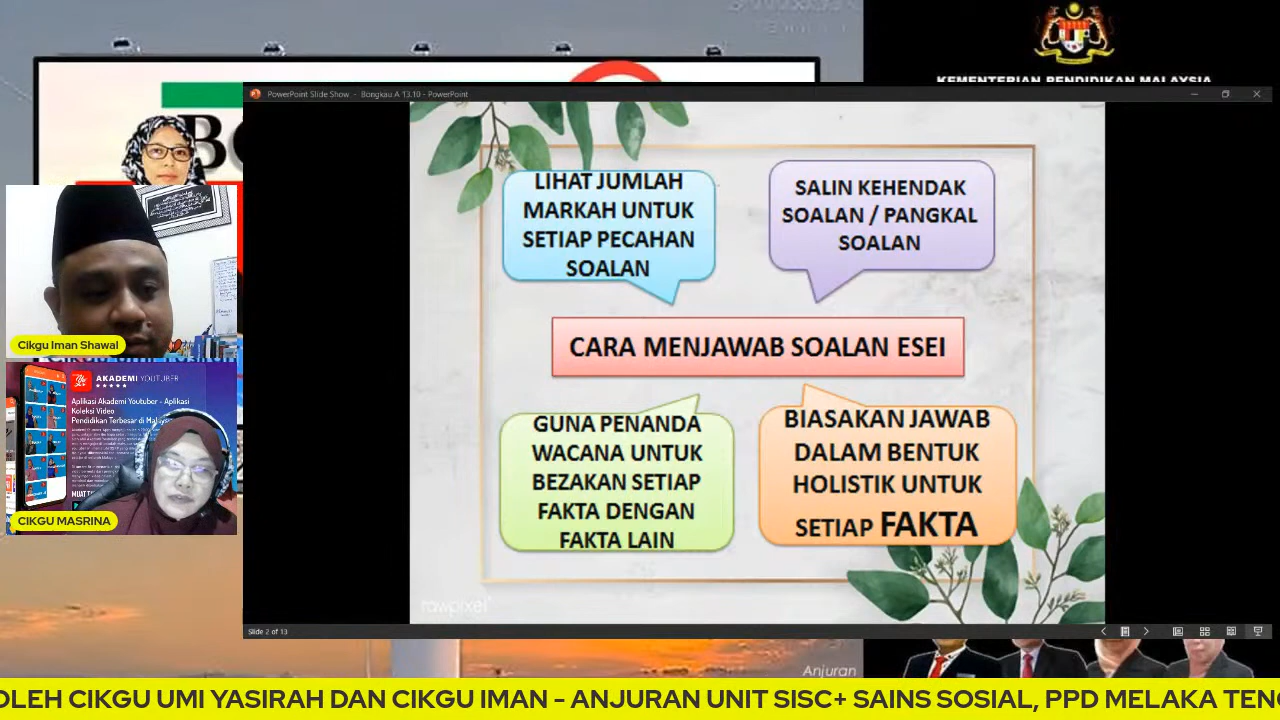 KEMENTERIAN PENDIDIKAN MALAYSIA
PowerPoint Slide Show - Bongkau A 13.10 - PowerPoint
LIHAT JUMLAH
MARKAH UNTUK
SETIAP PECAHAN
SOALAN
SALIN KEHENDAK
SOALAN / PANGKAL
SOALAN
CARA MENJAWAB SOALAN ESEI
GUNA PENANDA
WACANA UNTUK
BEZAKAN SETIAP
FAKTA DENGAN
FAKTA LAIN
BIASAKAN JAWAB
DALAM BENTUK
HOLISTIK UNTUK
SETIAP FAKTA
rawpixel
Slide 2 of 13
Cikgu Iman Shawal
AKADEMI YOUTUBER
Aplikasi Akademi Youtuber - Aplikasi
Koleksi Video
Pendidikan Terbesar di
CIKGU MASRINA
Anjuran
OLEH CIKGU UMI YASIRAH DAN CIKGU IMAN - ANJURAN UNIT SISC+ SAINS SOSIAL, PPD MELAKA